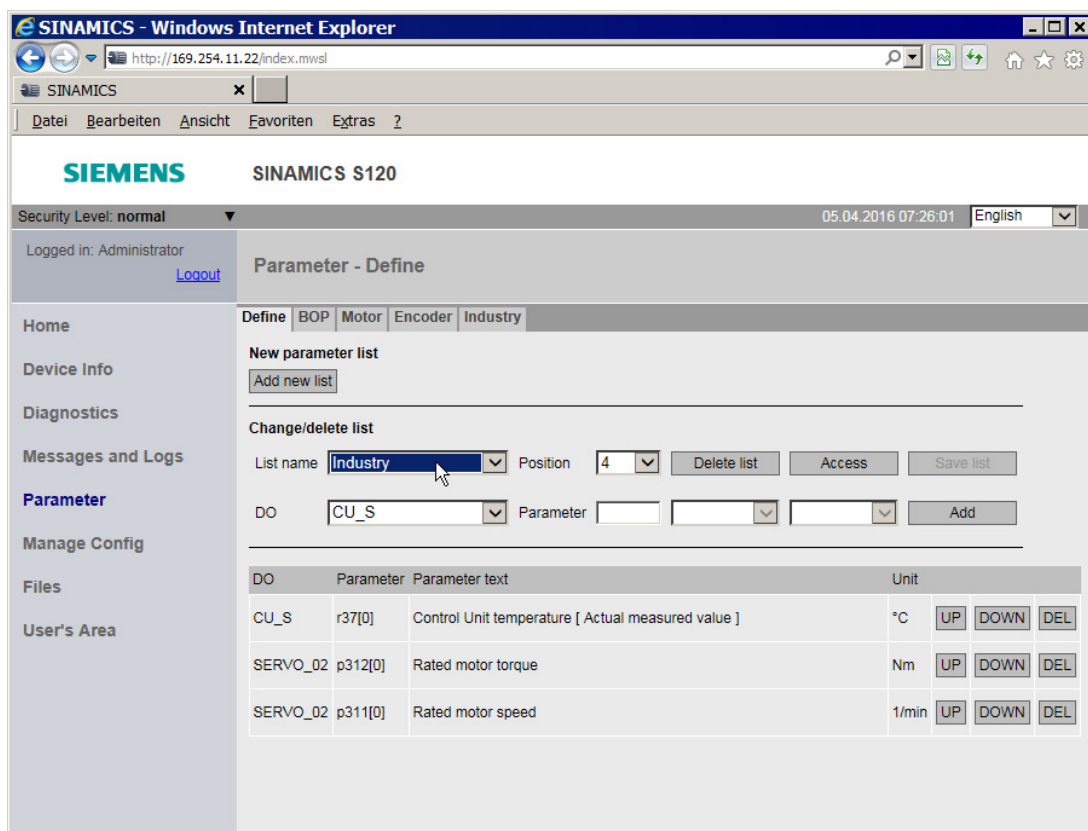 SINAMICS - Windows Internet Explorer
http://169.254.11.22/index.mwsl
SINAMICS
Datei Bearbeiten Ansicht Favoriten Extras ?
SIEMENS SINAMICS S120
Security Level: normal 05.04.2016 07:26:01 English
Logged in: Administrator
Logout
Parameter - Define
Home
Device Info
Diagnostics
Messages and Logs
Parameter
Manage Config
Files
User's Area
Define BOP Motor Encoder Industry
New parameter list
Add new list
Change/delete list
List name Industry Position 4 Delete list Access Save list
DO CU_S Parameter Add
DO Parameter Parameter text Unit
CU_S r37[0] Control Unit temperature [ Actual measured value ] °C UP DOWN DEL
SERVO_02 p312[0] Rated motor torque Nm UP DOWN DEL
SERVO_02 p311[0] Rated motor speed 1/min UP DOWN DEL